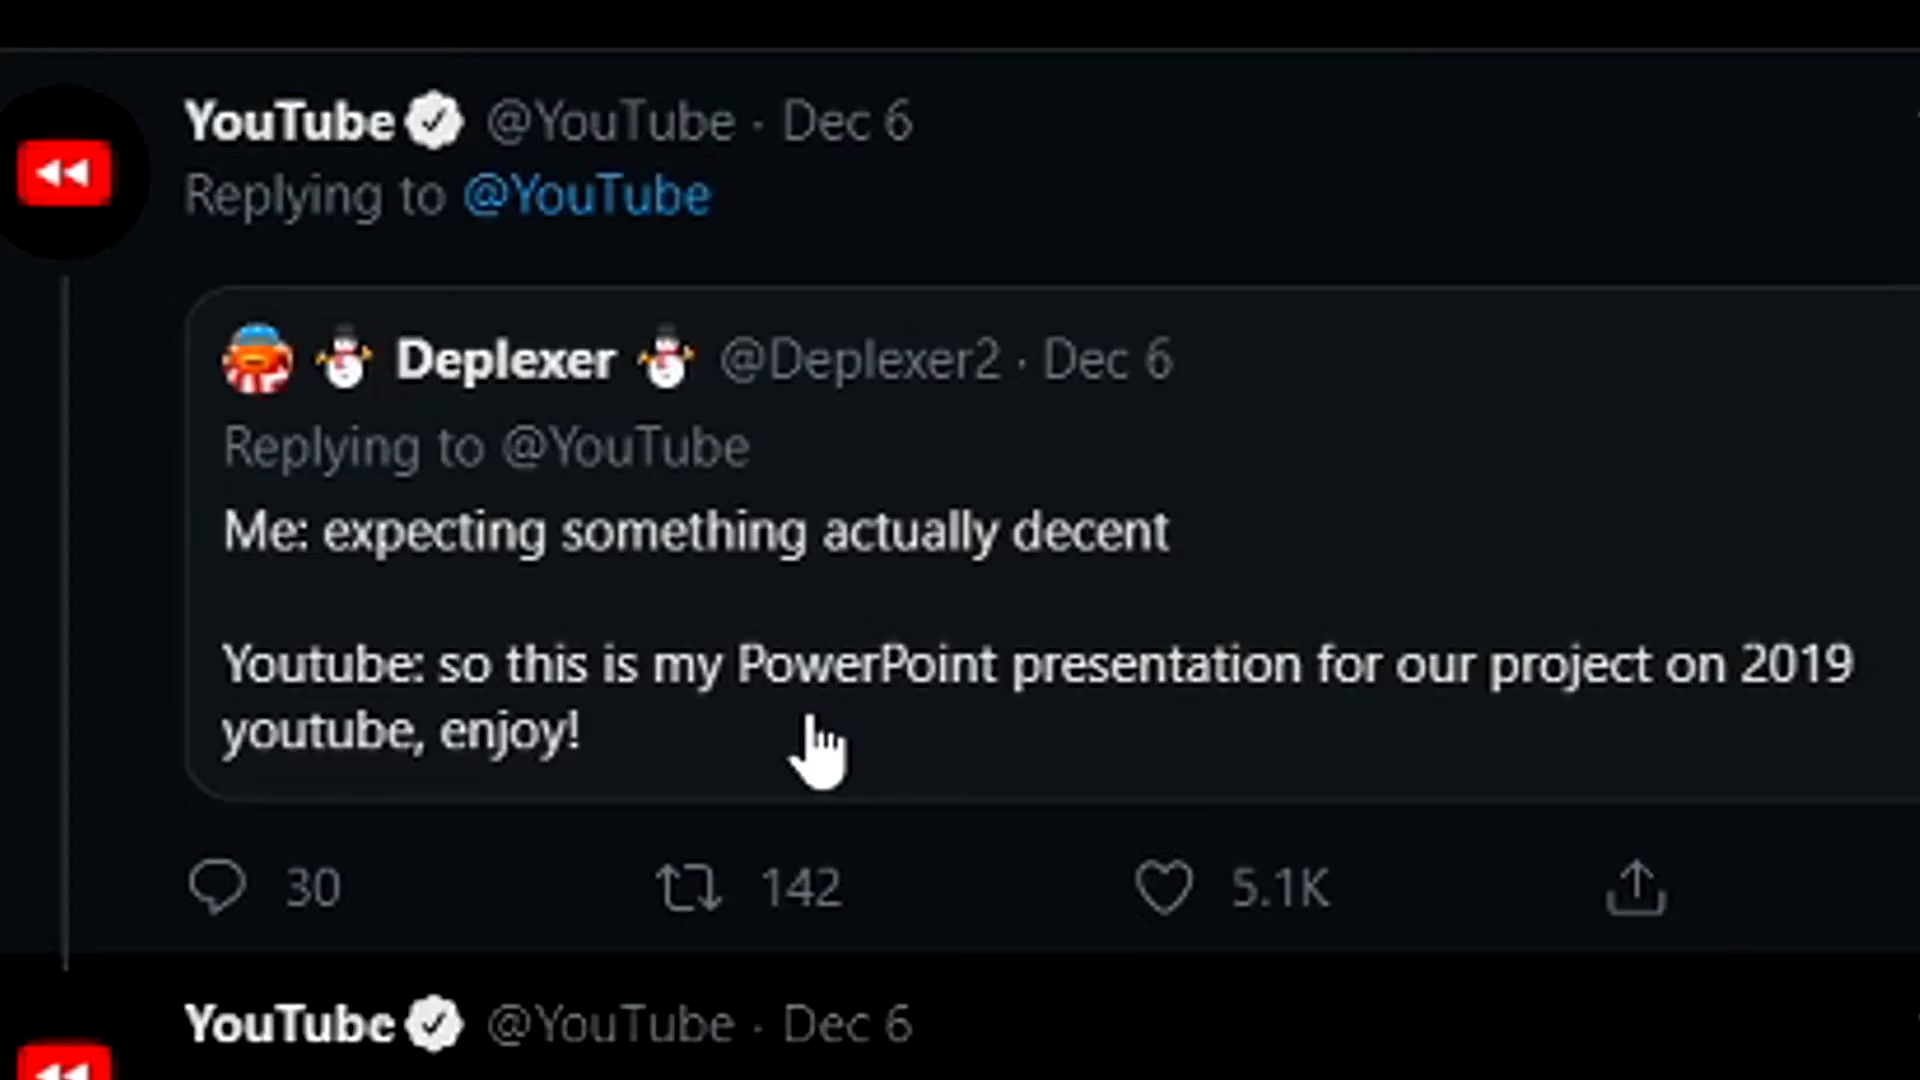 YouTube @YouTube · Dec 6
Replying to @YouTube
Deplexer @Deplexer2 · Dec 6
Replying to @YouTube
Me: expecting something actually decent
Youtube: so this is my PowerPoint presentation for our project on 2019
youtube, enjoy!
30 142 5.1K
YouTube @YouTube · Dec 6